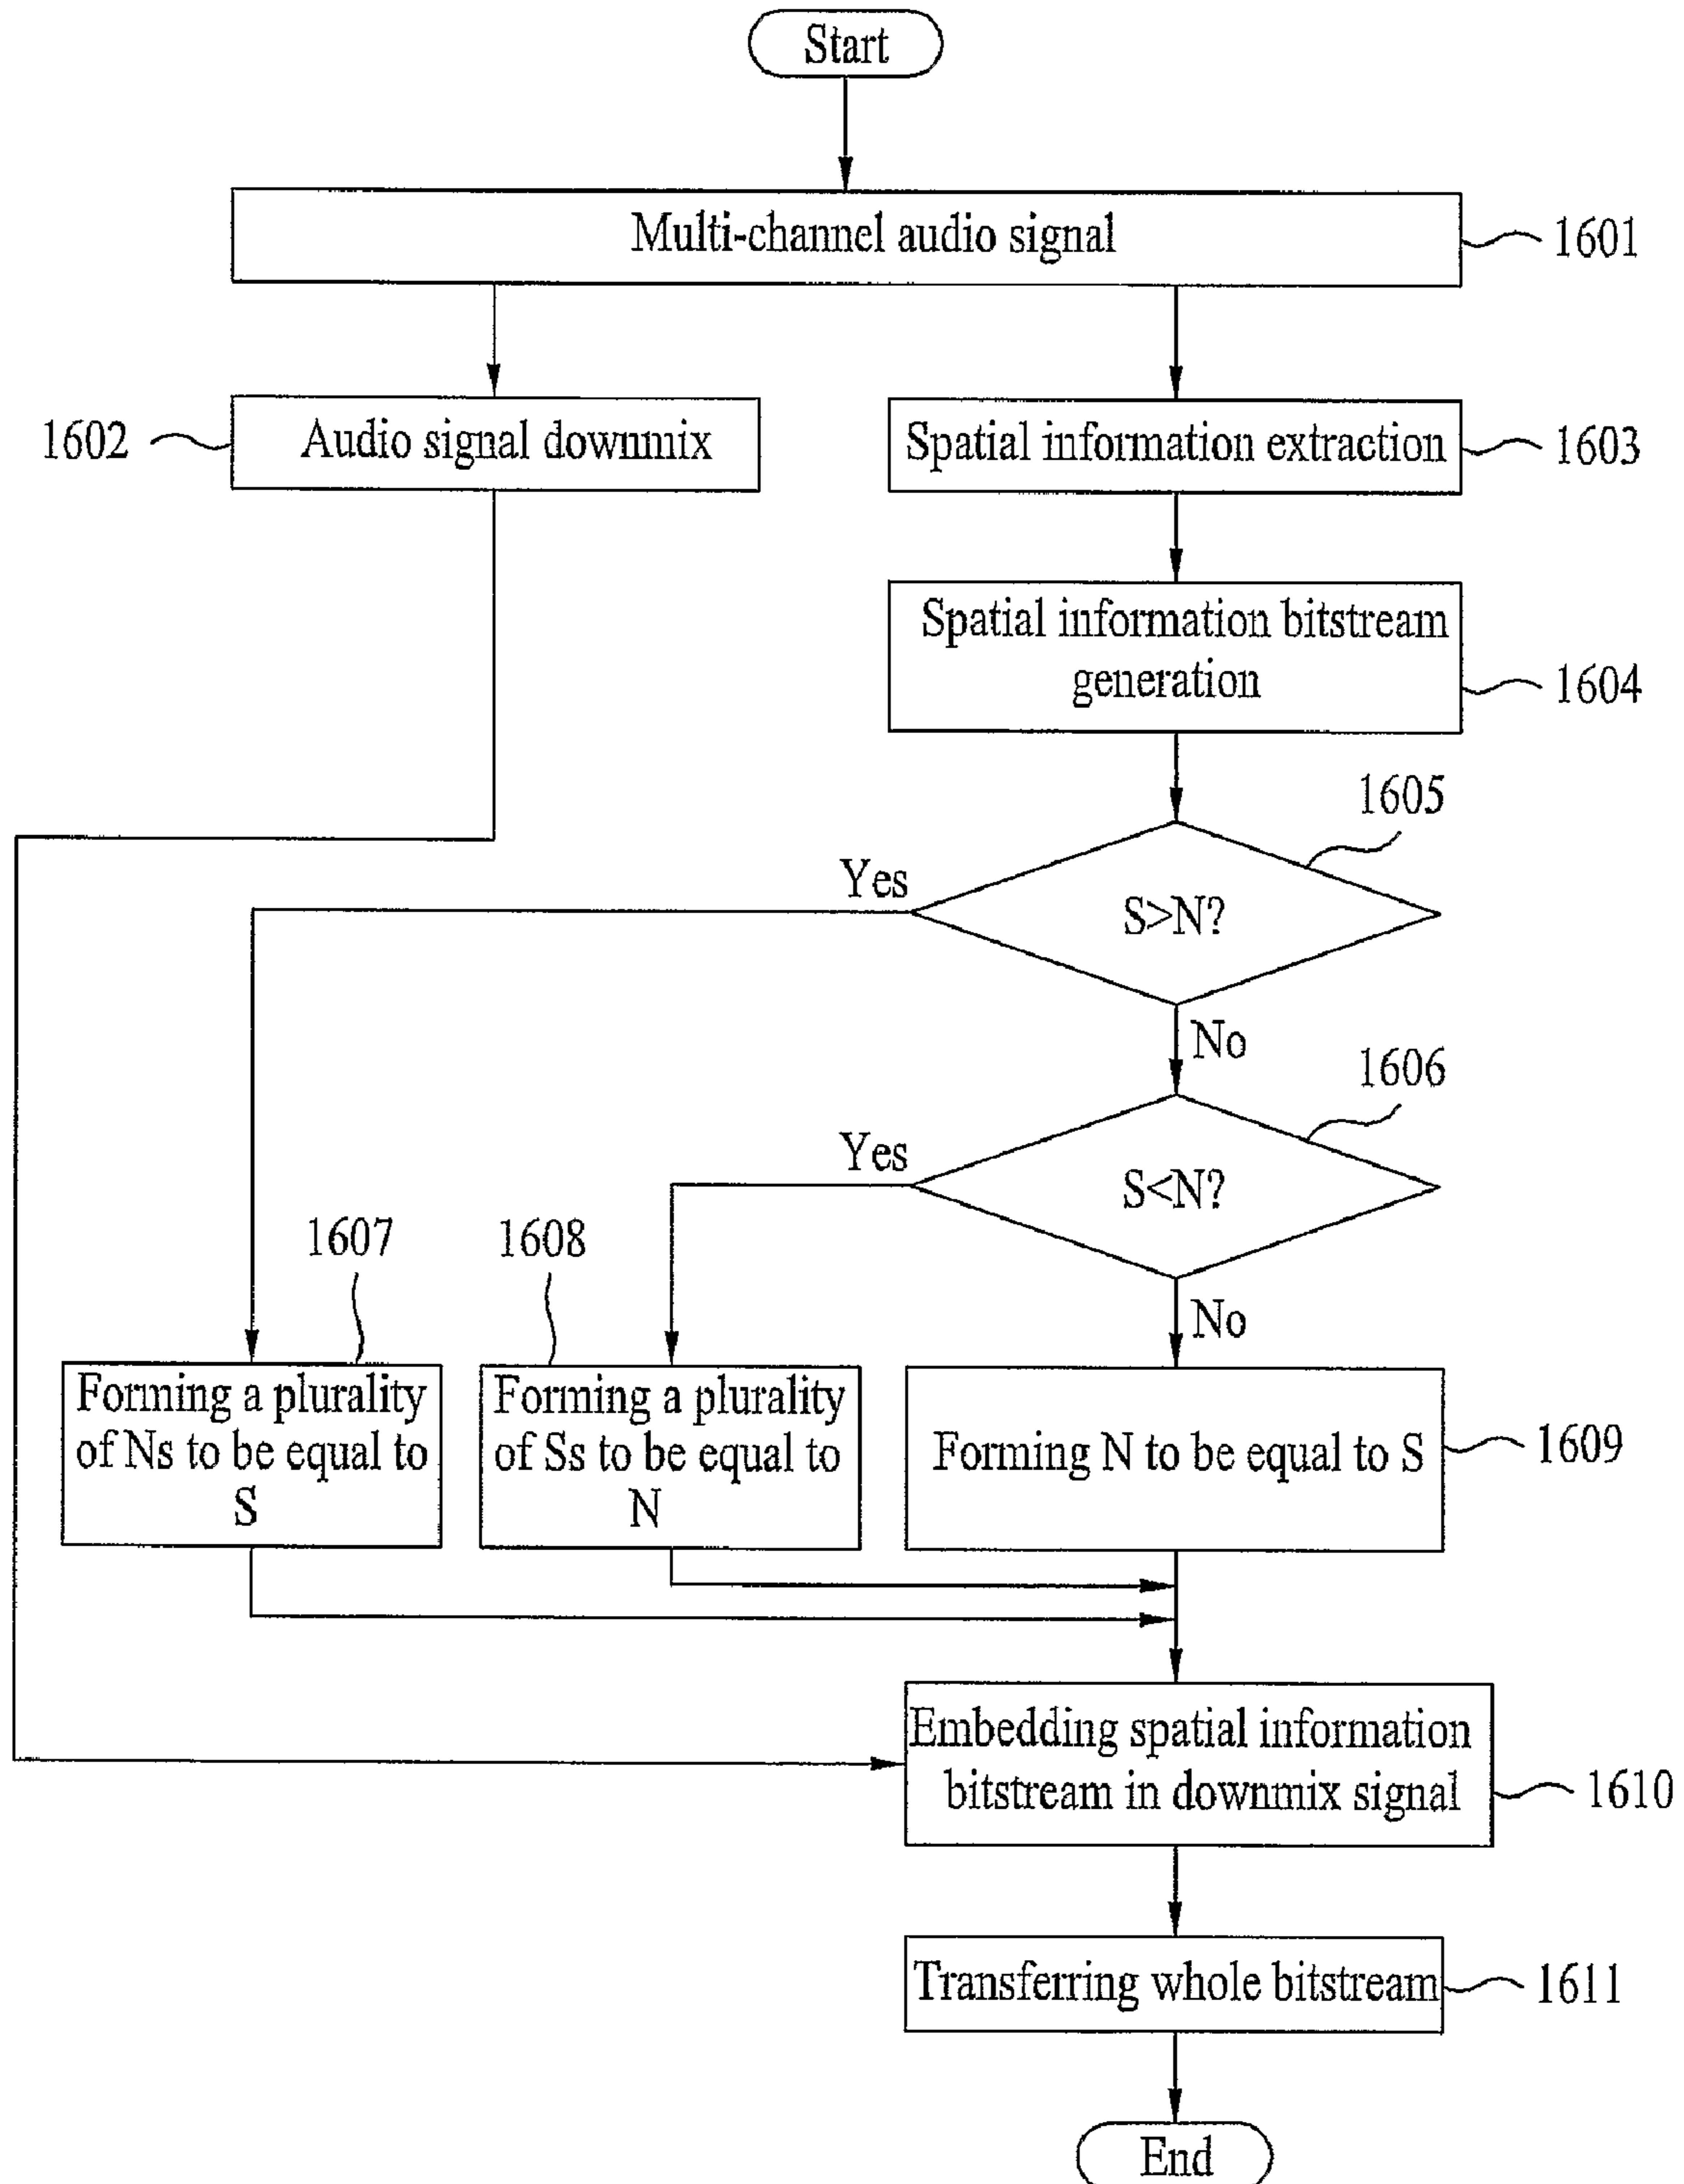 Start
Multi-channel audio signal
1601
1602
Audio signal downmix
Spatial information extraction
1603
Spatial information bitstream
generation
1604
1605
Yes
S>N?
No
1606
Yes
S<N?
1607
1608
No
Forming a plurality
of Ns to be equal to
S
Forming a plurality
of Ss to be equal to
N
Forming N to be equal to S
1609
Embedding spatial information
bitstream in downmix signal
1610
Transferring whole bitstream
1611
End